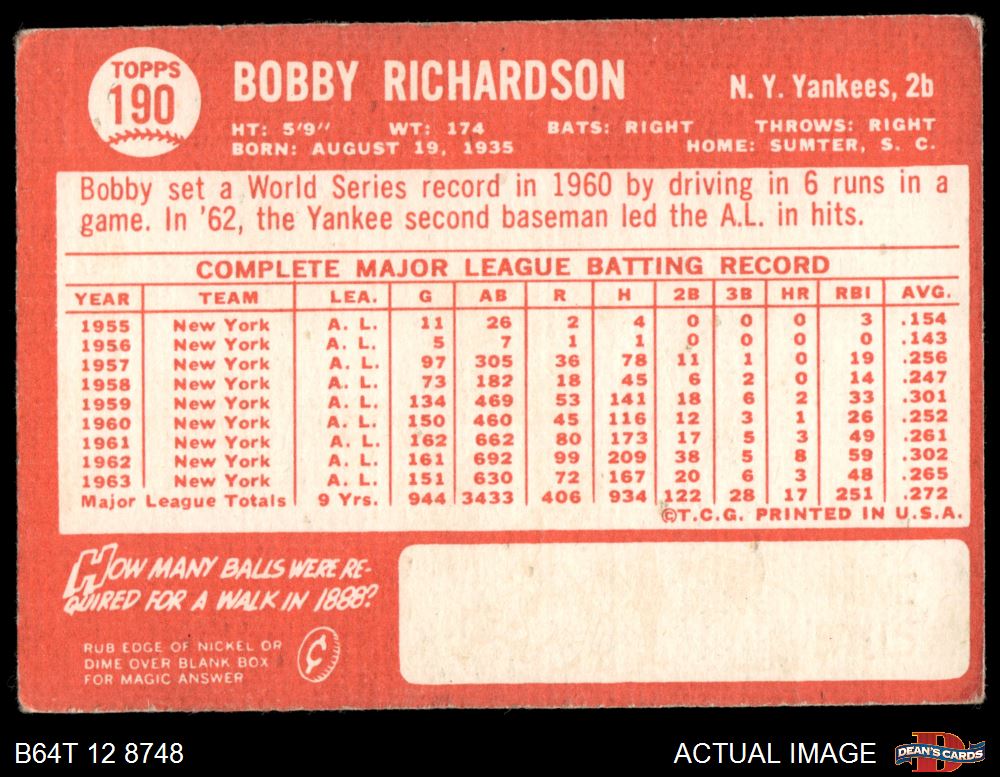 TOPPS
190
BOBBY RICHARDSON
N. Y. Yankees, 2b
HT: 5'9" WT: 174 BATS: RIGHT THROWS: RIGHT
BORN: AUGUST 19, 1935 HOME: SUMTER, S. C.
Bobby set a World Series record in 1960 by driving in 6 runs in a
game. In '62, the Yankee second baseman led the A.L. in hits.
COMPLETE MAJOR LEAGUE BATTING RECORD
YEAR TEAM LEA. G AB R H 2B 3B HR RBI AVG.
1955 New York A. L. 11 26 2 4 0 0 0 3 .154
1956 New York A. L. 5 7 1 1 0 0 0 0 .143
1957 New York A. L. 97 305 36 78 11 1 0 19 .256
1958 New York A. L. 73 182 18 45 6 2 0 14 .247
1959 New York A. L. 134 469 53 141 18 6 2 33 .301
1960 New York A. L. 150 460 45 116 12 3 1 26 .252
1961 New York A. L. 162 662 80 173 17 5 3 49 .261
1962 New York A. L. 161 692 99 209 38 5 8 59 .302
1963 New York A. L. 151 630 72 167 20 6 3 48 .265
Major League Totals 9 Yrs. 944 3433 406 934 122 28 17 251 .272
©T.C.G. PRINTED IN U.S.A.
HOW MANY BALLS WERE RE-
QUIRED FOR A WALK IN 1888?
RUB EDGE OF NICKEL OR
DIME OVER BLANK BOX
FOR MAGIC ANSWER
¢
B64T 12 8748
ACTUAL IMAGE
DEAN'S CARDS